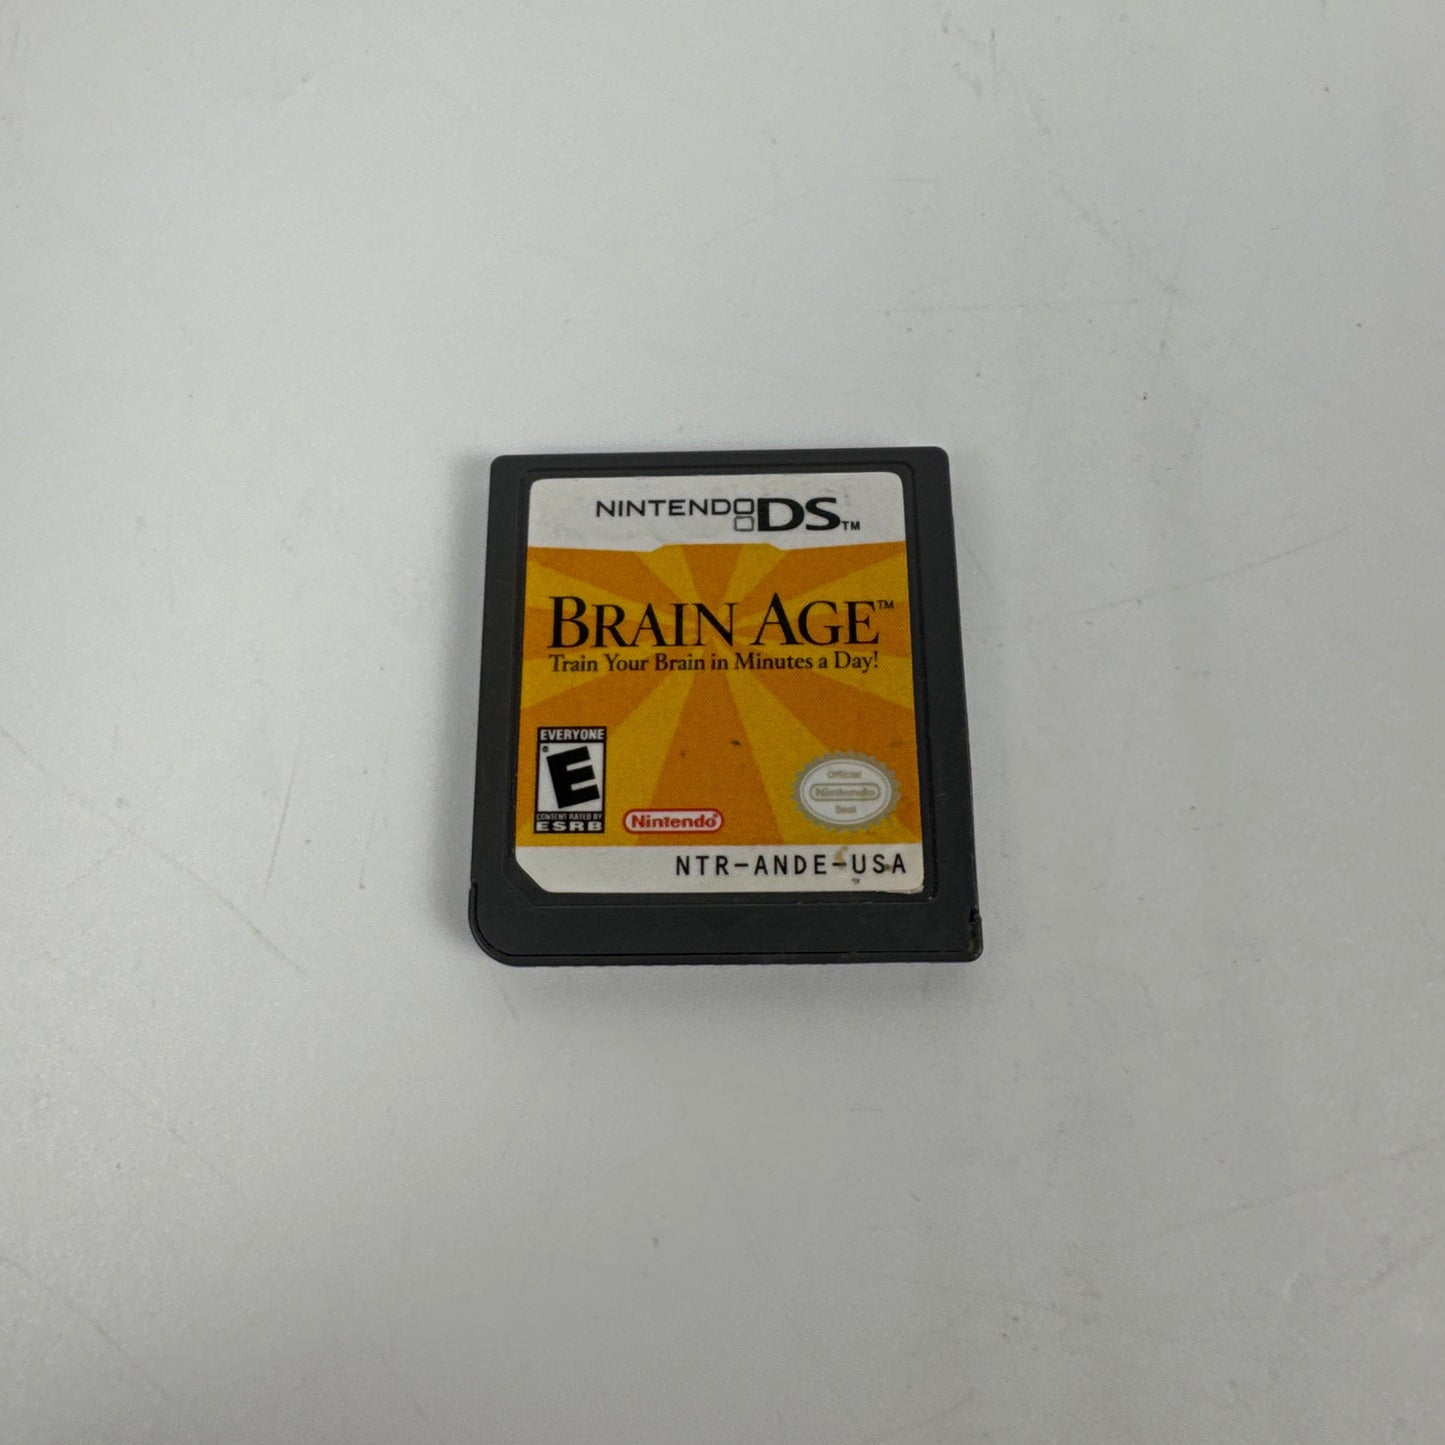 NINTENDO DS™
BRAIN AGE™
Train Your Brain in Minutes a Day!
EVERYONE
E
CONTENT RATED BY
ESRB
Nintendo
Official
Nintendo
Seal
NTR-ANDE-USA